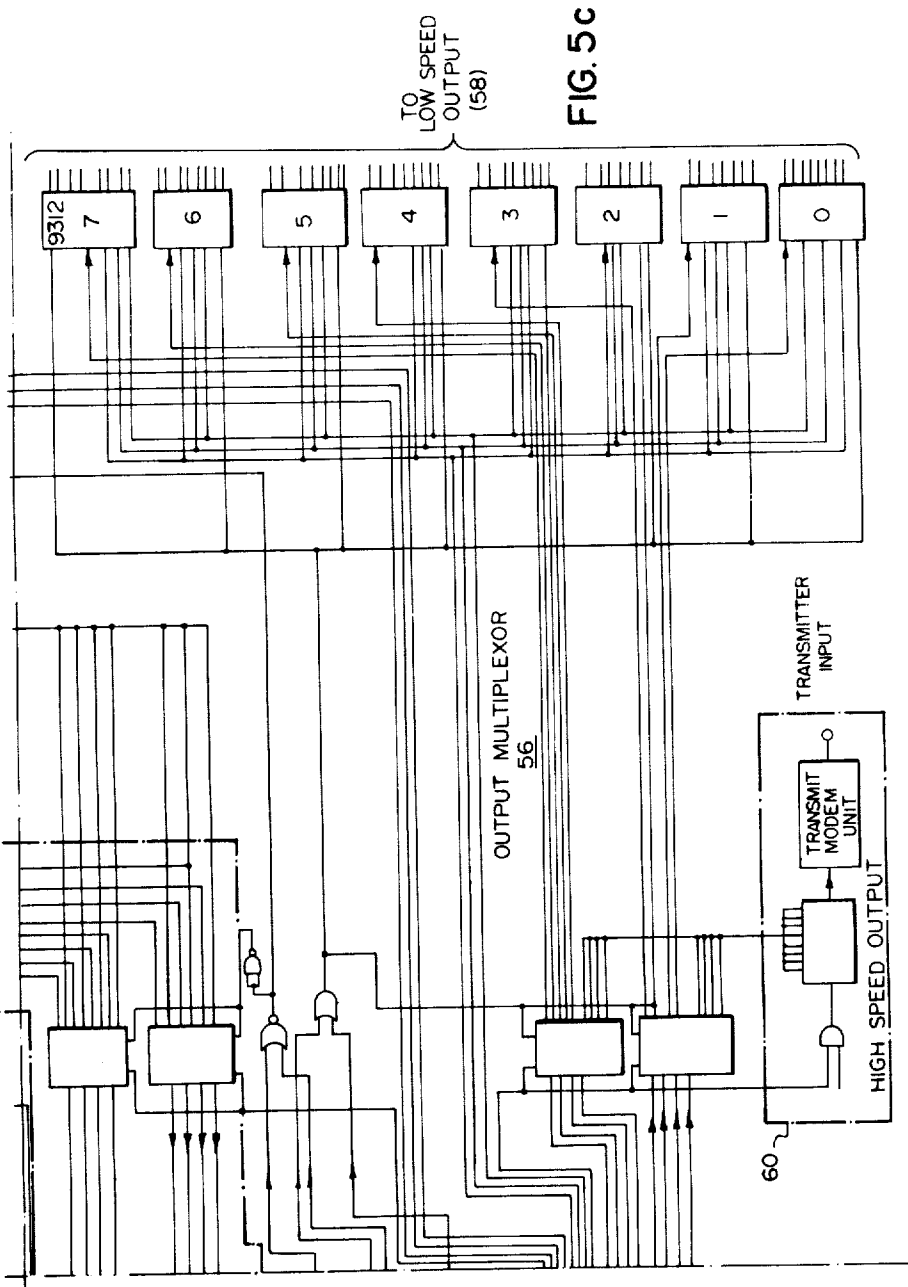 9312
7
6
5
4
3
2
1
0
TO
LOW SPEED
OUTPUT
(58)
FIG. 5c
OUTPUT MULTIPLEXOR
56
TRANSMITTER
INPUT
TRANSMIT
MODEM
UNIT
HIGH SPEED OUTPUT
60